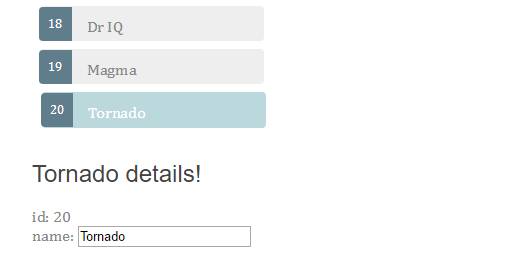 18 Dr IQ
19 Magma
20 Tornado
Tornado details!
id: 20
name: Tornado